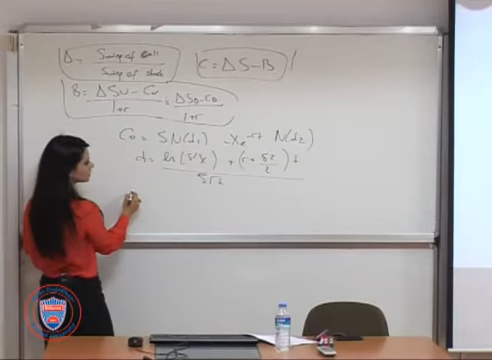 Δ = Swing of Call / Swing of stock
C = ΔS - B
B = ΔSu - Cu / 1+r = ΔSD - CD / 1+r
C0 = SN(d1) - Xe^-rt N(d2)
d1 = ln(S/X) + (r + δ2/2)t / δ√t